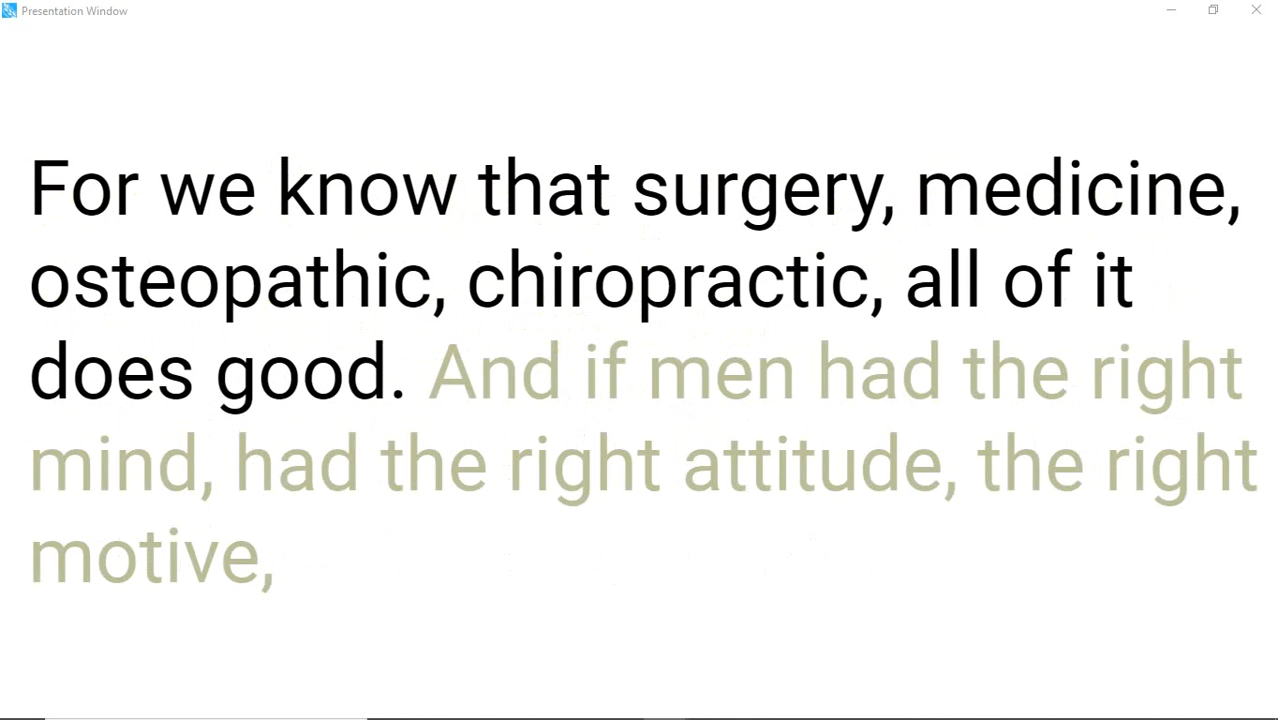 Presentation Window
For we know that surgery, medicine,
osteopathic, chiropractic, all of it
does good. And if men had the right
mind, had the right attitude, the right
motive,